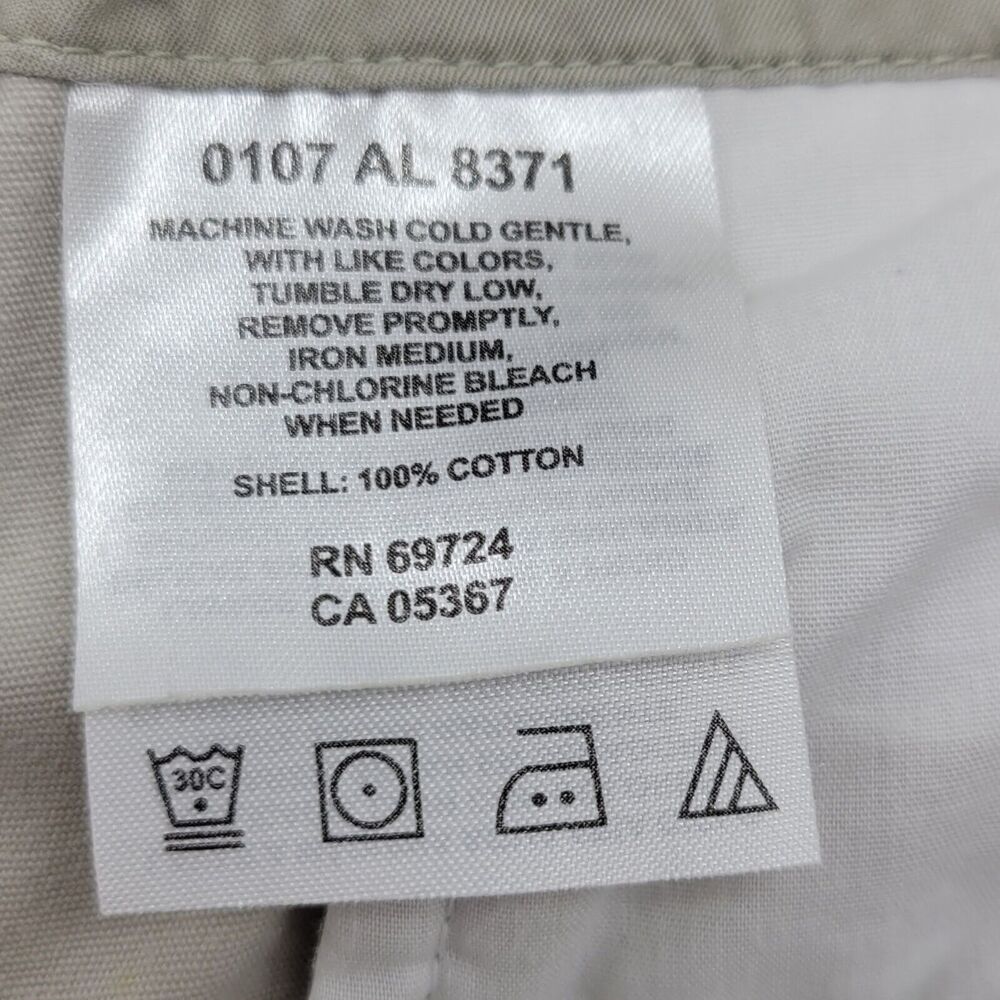 0107 AL 8371
MACHINE WASH COLD GENTLE,
WITH LIKE COLORS,
TUMBLE DRY LOW,
REMOVE PROMPTLY,
IRON MEDIUM,
NON-CHLORINE BLEACH
WHEN NEEDED
SHELL: 100% COTTON
RN 69724
CA 05367
30C